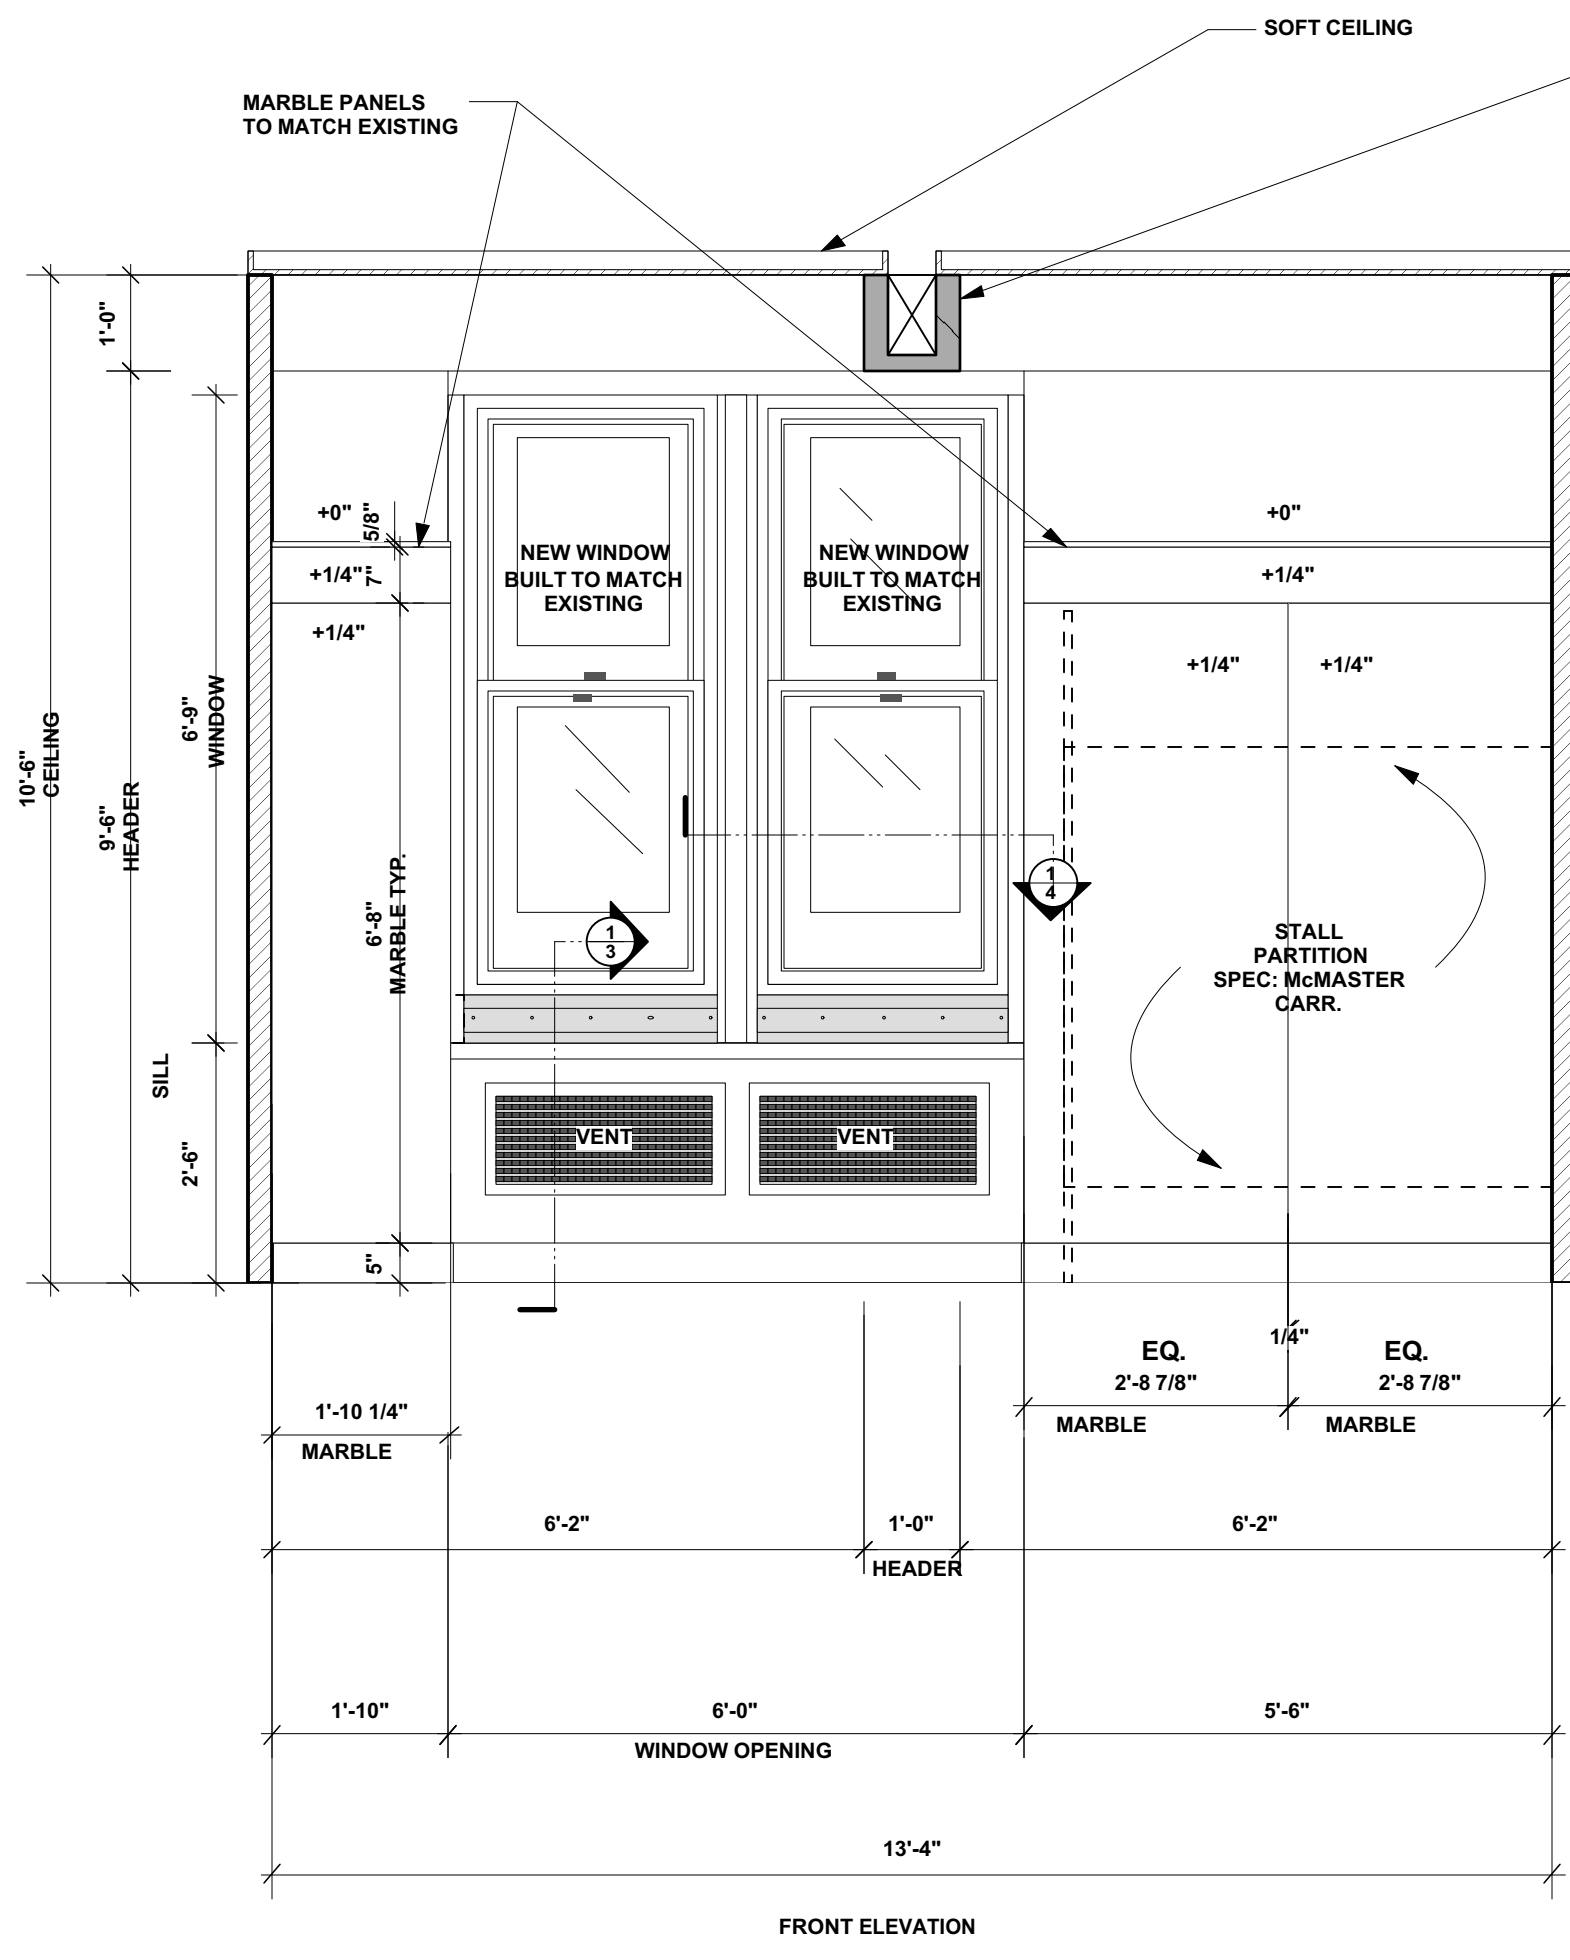 SOFT CEILING
MARBLE PANELS
TO MATCH EXISTING
1'-0"
+0"
5/8"
+0"
+1/4"
7"
+1/4"
+1/4"
NEW WINDOW
BUILT TO MATCH
EXISTING
NEW WINDOW
BUILT TO MATCH
EXISTING
+1/4"
+1/4"
10'-6"
CEILING
9'-6"
HEADER
6'-9"
WINDOW
6'-8"
MARBLE TYP.
1
4
1
3
STALL
PARTITION
SPEC: McMASTER
CARR.
SILL
2'-6"
VENT
VENT
5"
1/4"
EQ.
EQ.
2'-8 7/8"
2'-8 7/8"
MARBLE
MARBLE
1'-10 1/4"
MARBLE
6'-2"
1'-0"
6'-2"
HEADER
1'-10"
6'-0"
5'-6"
WINDOW OPENING
13'-4"
FRONT ELEVATION